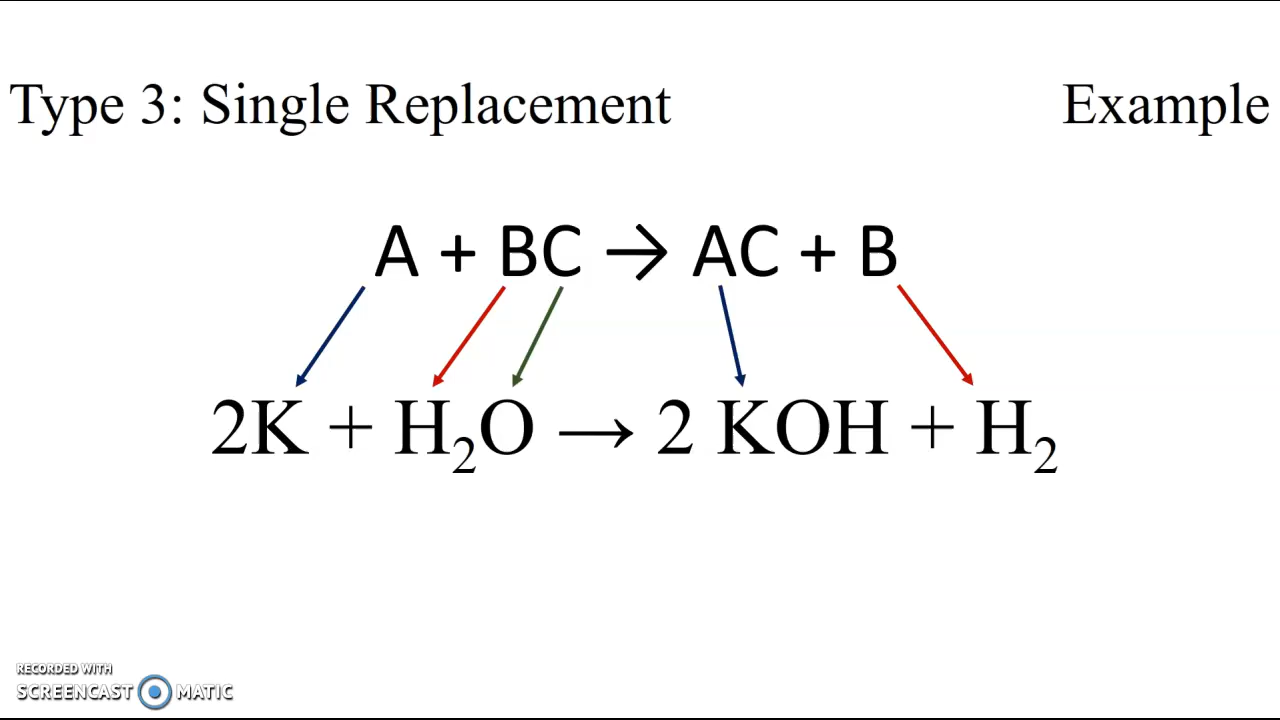 Type 3: Single Replacement Example
A + BC → AC + B
2K + H₂O → 2 KOH + H₂
RECORDED WITH
SCREENCAST MATIC